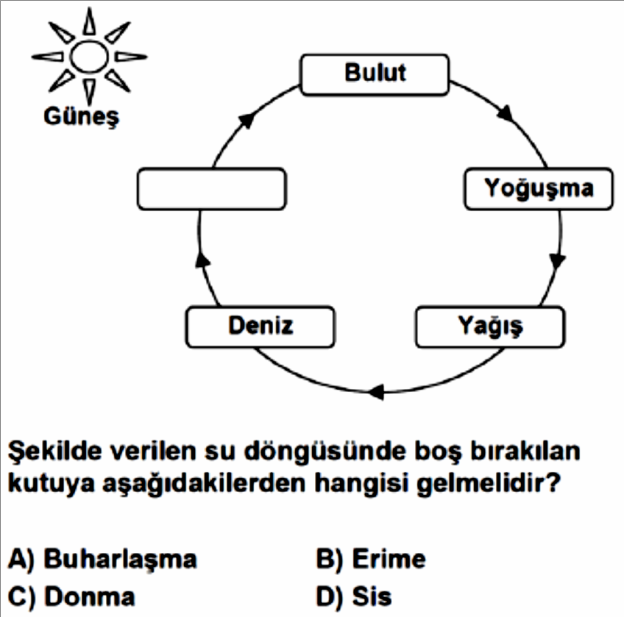 Güneş
Bulut
Yoğuşma
Deniz
Yağış
Şekilde verilen su döngüsünde boş bırakılan
kutuya aşağıdakilerden hangisi gelmelidir?
A) Buharlaşma
B) Erime
C) Donma
D) Sis